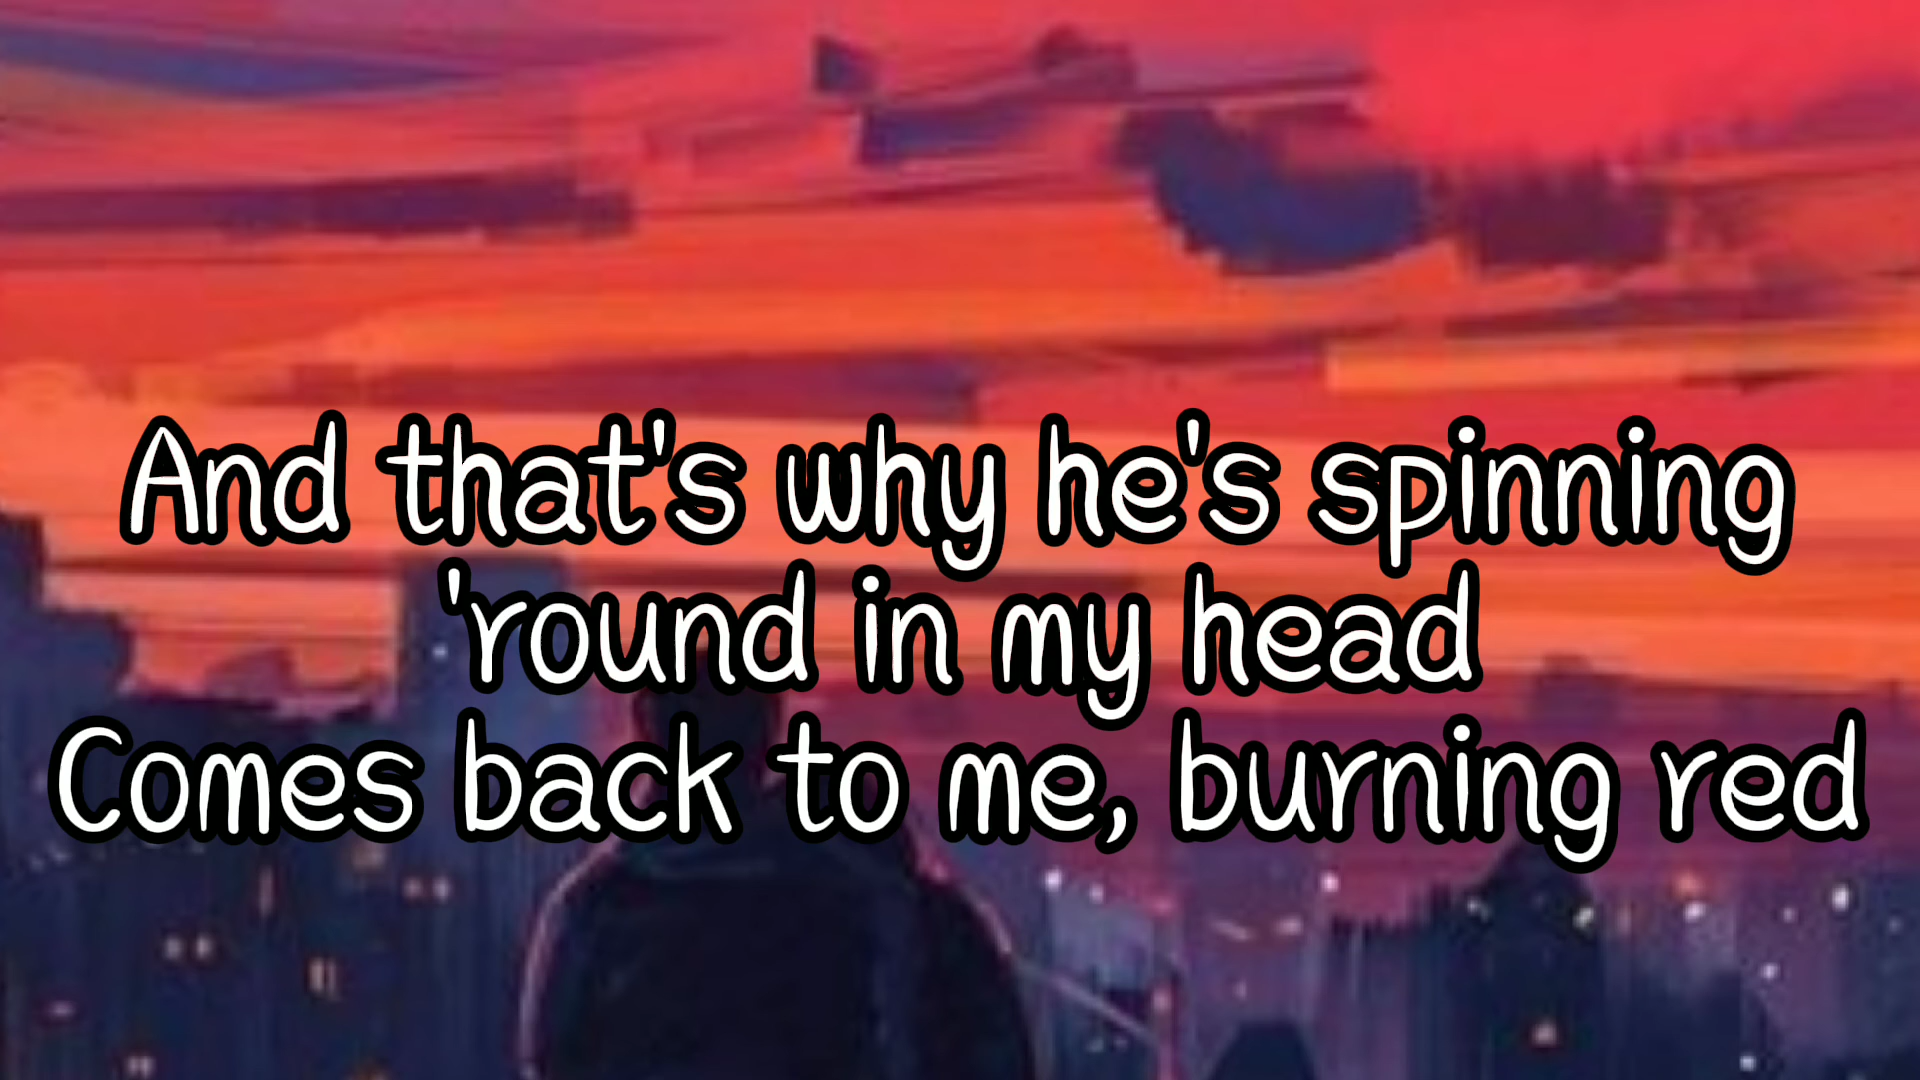 And that's why he's spinning
'round in my head
Comes back to me, burning red